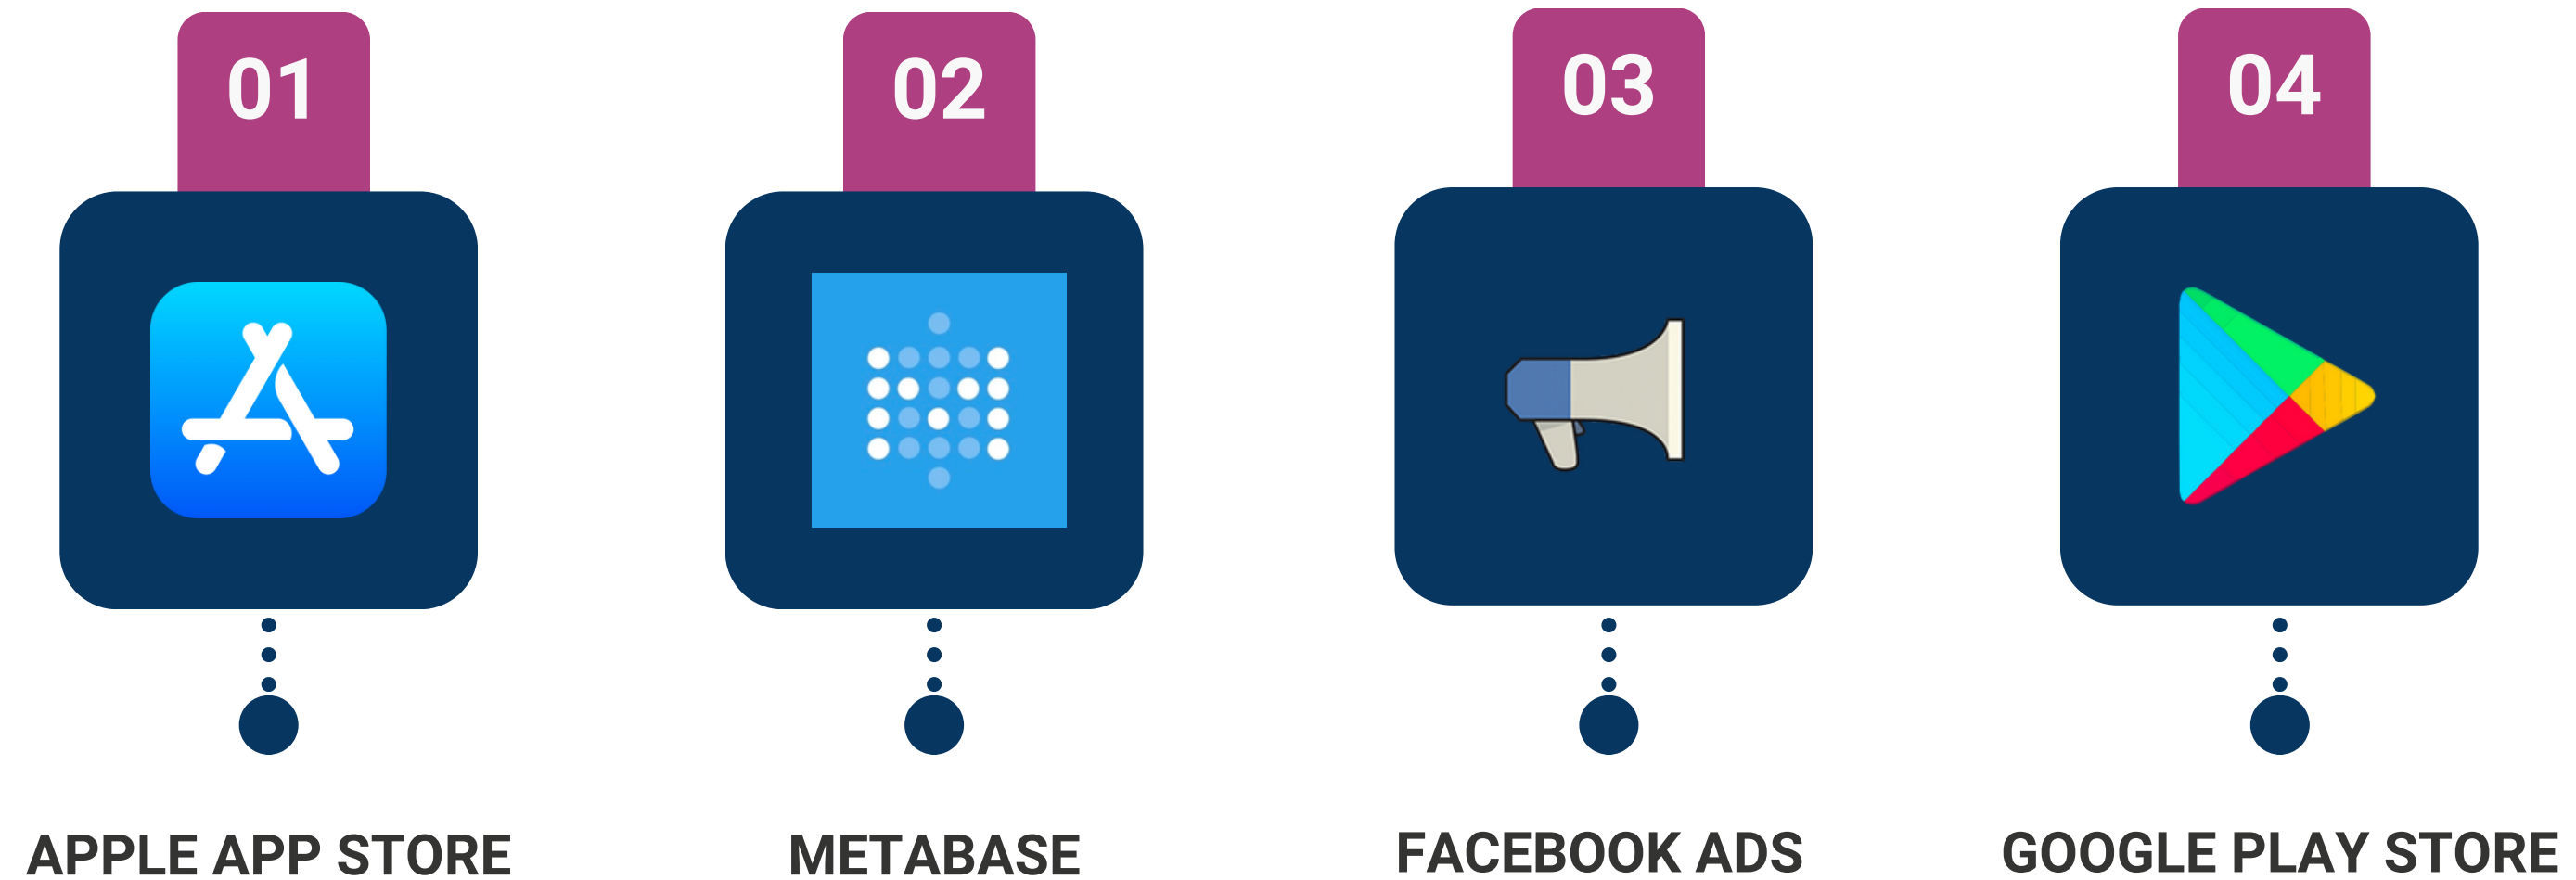 01
02
03
04
APPLE APP STORE
METABASE
FACEBOOK ADS
GOOGLE PLAY STORE